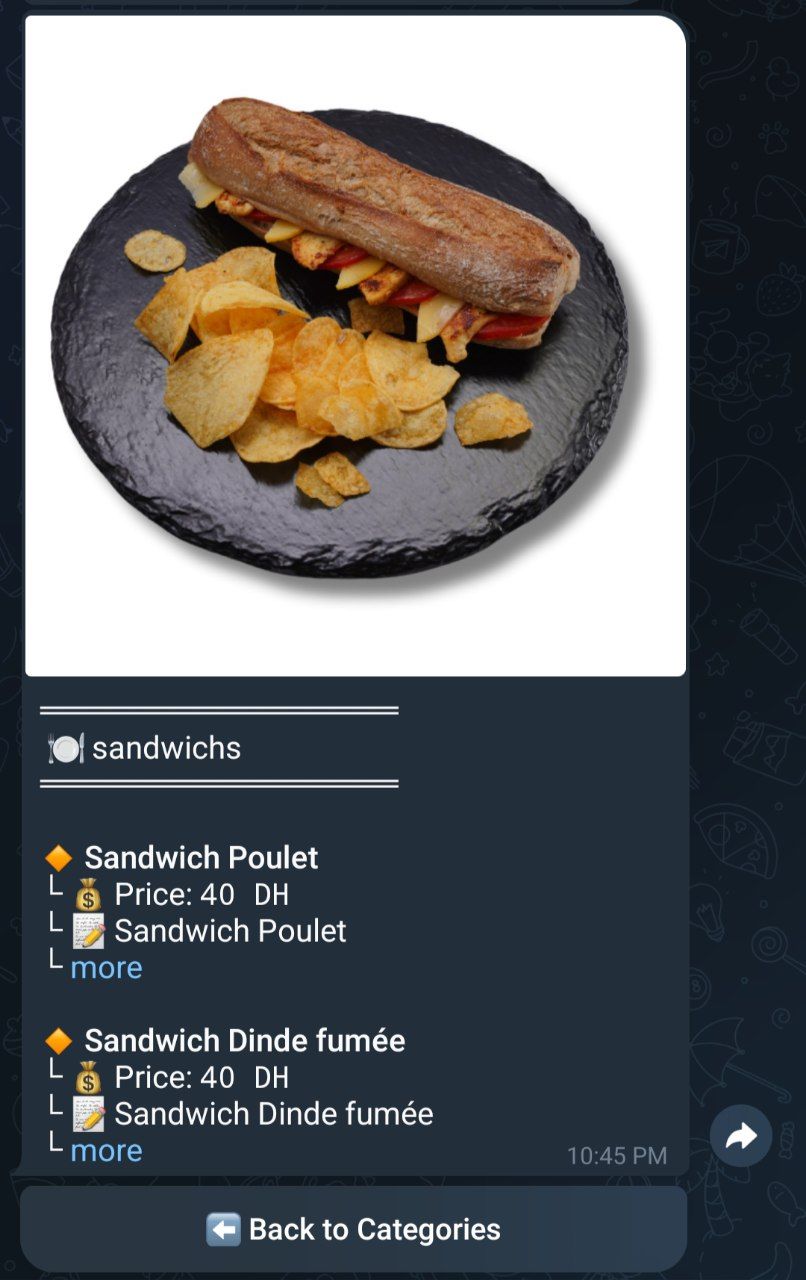 sandwichs
Sandwich Poulet
Price: 40 DH
Sandwich Poulet
more
Sandwich Dinde fumée
Price: 40 DH
Sandwich Dinde fumée
more
10:45 PM
Back to Categories